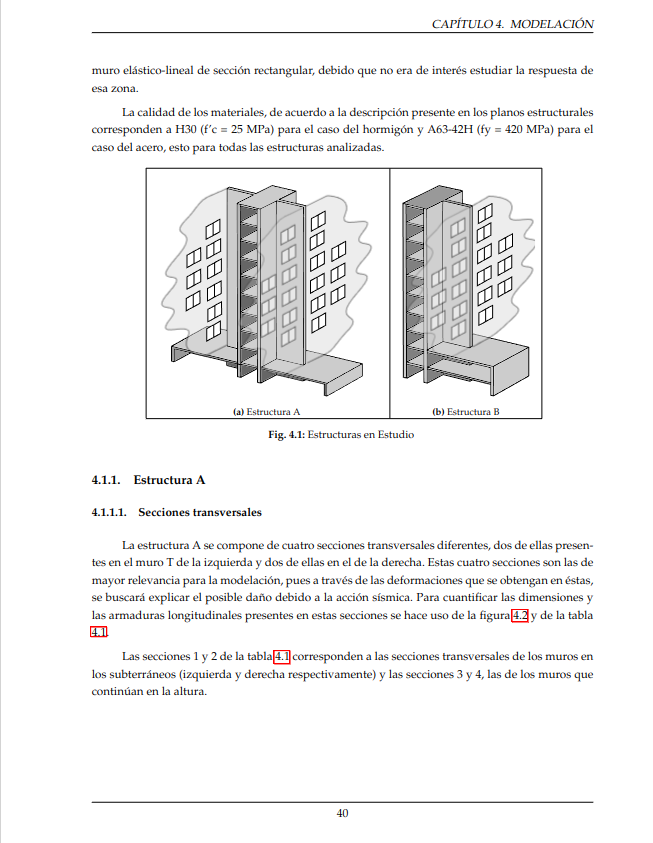 CAPÍTULO 4. MODELACIÓN
muro elástico-lineal de sección rectangular, debido que no era de interés estudiar la respuesta de
esa zona.
La calidad de los materiales, de acuerdo a la descripción presente en los planos estructurales
corresponden a H30 (f'c = 25 MPa) para el caso del hormigón y A63-42H (fy = 420 MPa) para el
caso del acero, esto para todas las estructuras analizadas.
(a) Estructura A
(b) Estructura B
Fig. 4.1: Estructuras en Estudio
4.1.1. Estructura A
4.1.1.1. Secciones transversales
La estructura A se compone de cuatro secciones transversales diferentes, dos de ellas presen-
tes en el muro T de la izquierda y dos de ellas en el de la derecha. Estas cuatro secciones son las de
mayor relevancia para la modelación, pues a través de las deformaciones que se obtengan en éstas,
se buscará explicar el posible daño debido a la acción sísmica. Para cuantificar las dimensiones y
las armaduras longitudinales presentes en estas secciones se hace uso de la figura 4.2 y de la tabla
4.1.
Las secciones 1 y 2 de la tabla 4.1 corresponden a las secciones transversales de los muros en
los subterráneos (izquierda y derecha respectivamente) y las secciones 3 y 4, las de los muros que
continúan en la altura.
40